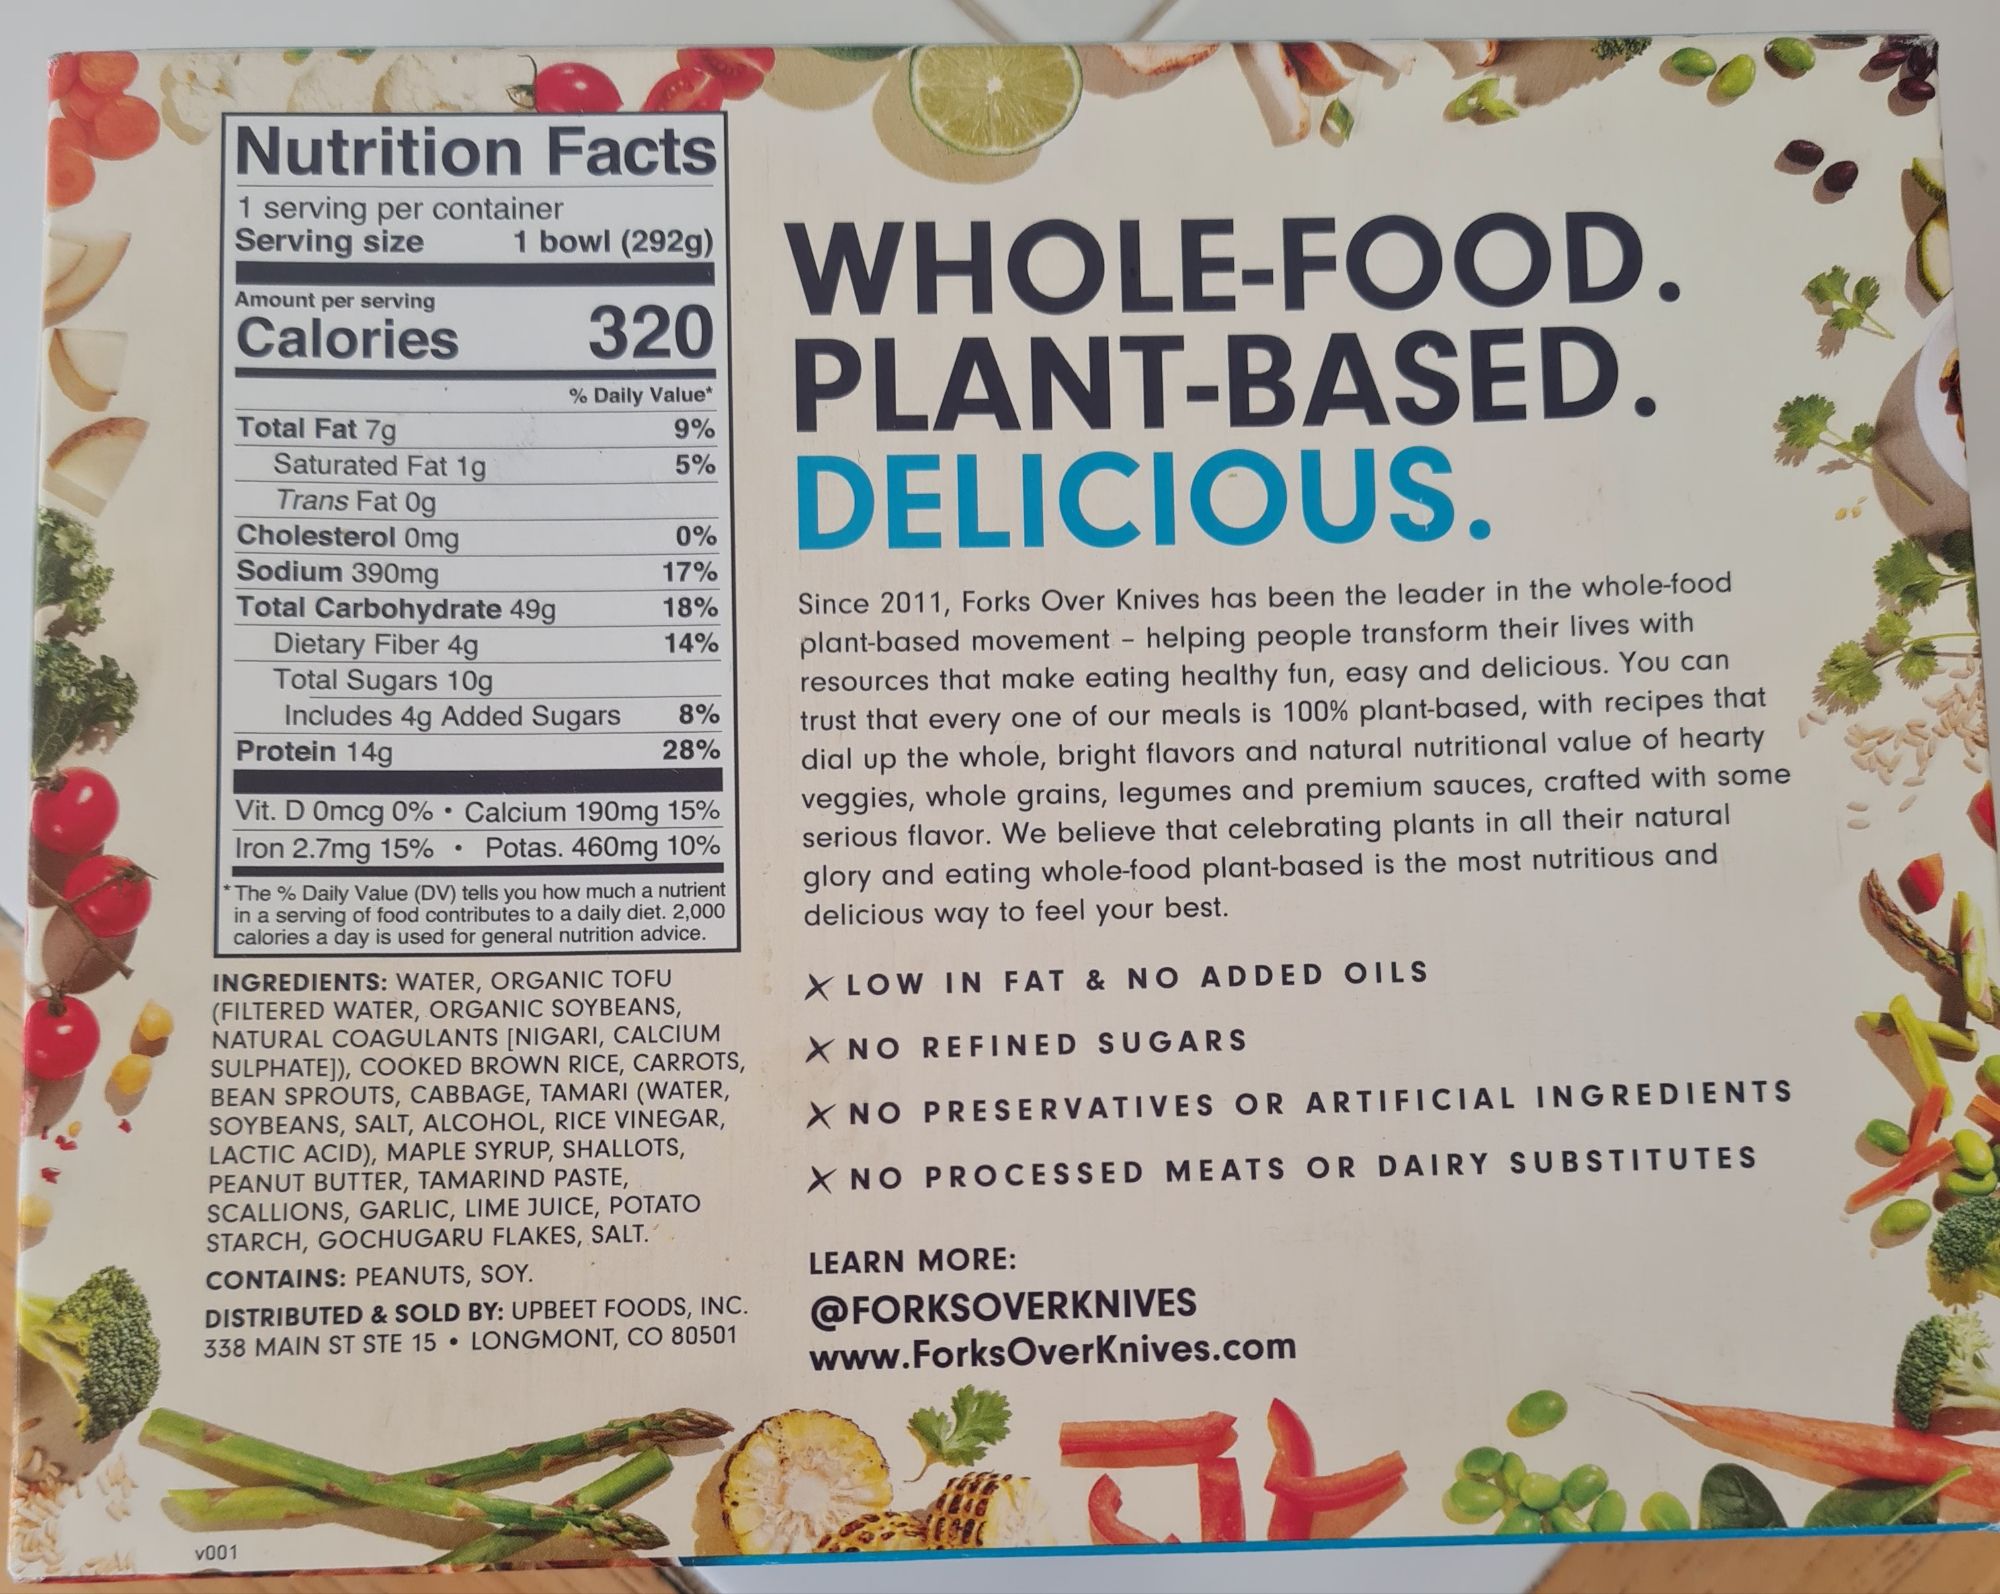 Nutrition Facts
1 serving per container
Serving size 1 bowl (292g)
Amount per serving
Calories 320
% Daily Value*
Total Fat 7g 9%
Saturated Fat 1g 5%
Trans Fat 0g
Cholesterol 0mg 0%
Sodium 390mg 17%
Total Carbohydrate 49g 18%
Dietary Fiber 4g 14%
Total Sugars 10g
Includes 4g Added Sugars 8%
Protein 14g 28%
Vit. D 0mcg 0% • Calcium 190mg 15%
Iron 2.7mg 15% • Potas. 460mg 10%
* The % Daily Value (DV) tells you how much a nutrient
in a serving of food contributes to a daily diet. 2,000
calories a day is used for general nutrition advice.
INGREDIENTS: WATER, ORGANIC TOFU
(FILTERED WATER, ORGANIC SOYBEANS,
NATURAL COAGULANTS [NIGARI, CALCIUM
SULPHATE]), COOKED BROWN RICE, CARROTS,
BEAN SPROUTS, CABBAGE, TAMARI (WATER,
SOYBEANS, SALT, ALCOHOL, RICE VINEGAR,
LACTIC ACID), MAPLE SYRUP, SHALLOTS,
PEANUT BUTTER, TAMARIND PASTE,
SCALLIONS, GARLIC, LIME JUICE, POTATO
STARCH, GOCHUGARU FLAKES, SALT.
CONTAINS: PEANUTS, SOY.
DISTRIBUTED & SOLD BY: UPBEET FOODS, INC.
338 MAIN ST STE 15 • LONGMONT, CO 80501
v001
WHOLE-FOOD.
PLANT-BASED.
DELICIOUS.
Since 2011, Forks Over Knives has been the leader in the whole-food
plant-based movement – helping people transform their lives with
resources that make eating healthy fun, easy and delicious. You can
trust that every one of our meals is 100% plant-based, with recipes that
dial up the whole, bright flavors and natural nutritional value of hearty
veggies, whole grains, legumes and premium sauces, crafted with some
serious flavor. We believe that celebrating plants in all their natural
glory and eating whole-food plant-based is the most nutritious and
delicious way to feel your best.
LOW IN FAT & NO ADDED OILS
NO REFINED SUGARS
NO PRESERVATIVES OR ARTIFICIAL INGREDIENTS
NO PROCESSED MEATS OR DAIRY SUBSTITUTES
LEARN MORE:
@FORKSOVERKNIVES
www.ForksOverKnives.com